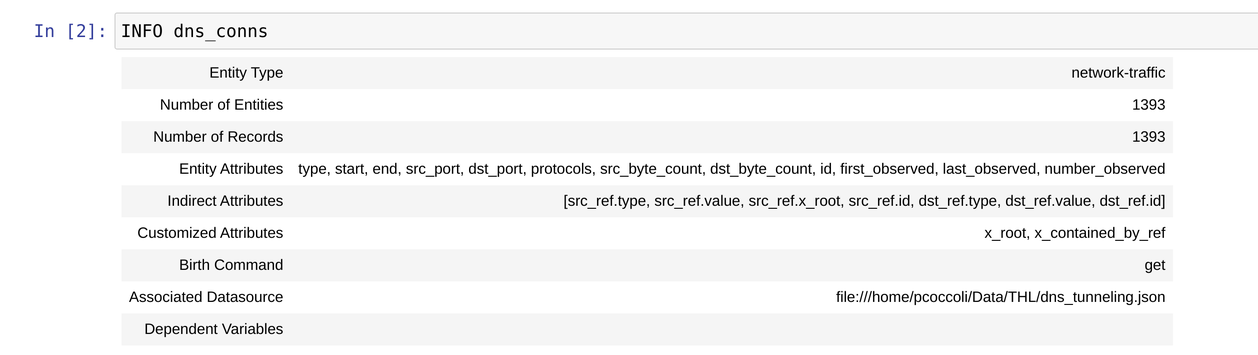 In [2]: INFO dns_conns
Entity Type network-traffic
Number of Entities 1393
Number of Records 1393
Entity Attributes type, start, end, src_port, dst_port, protocols, src_byte_count, dst_byte_count, id, first_observed, last_observed, number_observed
Indirect Attributes [src_ref.type, src_ref.value, src_ref.x_root, src_ref.id, dst_ref.type, dst_ref.value, dst_ref.id]
Customized Attributes x_root, x_contained_by_ref
Birth Command get
Associated Datasource file:///home/pcoccoli/Data/THL/dns_tunneling.json
Dependent Variables